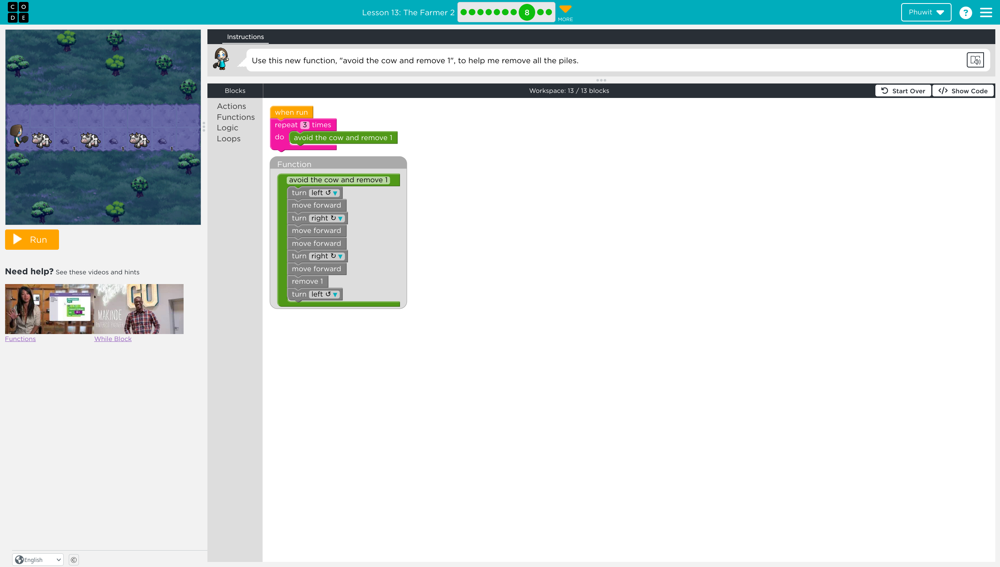 C O
D E
Lesson 13: The Farmer 2
8
MORE
Phuwit
?
1
1
1
Run
Need help? See these videos and hints
GO
MAKINDE
PINTEREST ENGINEER
Functions
While Block
English
©
Instructions
Use this new function, "avoid the cow and remove 1", to help me remove all the piles.
Blocks
Workspace: 13 / 13 blocks
Start Over
</> Show Code
Actions
Functions
Logic
Loops
when run
repeat 3 times
do avoid the cow and remove 1
Function
avoid the cow and remove 1
turn left ↺ ▼
move forward
turn right ↻ ▼
move forward
move forward
turn right ↻ ▼
move forward
remove 1
turn left ↺ ▼